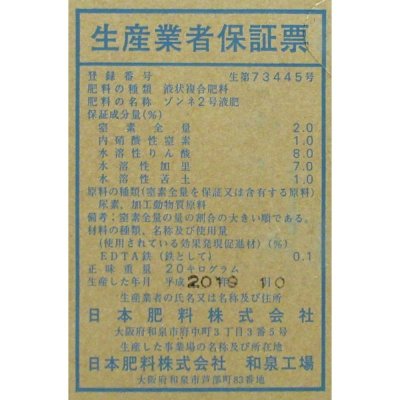 生産業者保証票
登録番号 生第73445号
肥料の種類 液状複合肥料
肥料の名称 ゾンネ2号液肥
保証成分量(%)
窒素全量 2.0
内硝酸性窒素 1.0
水溶性りん酸 8.0
水溶性加里 7.0
水溶性苦土 1.0
原料の種類(窒素全量を保証又は含有する原料)
尿素、加工動物質原料
備考:窒素全量の量の割合の大きい順である。
材料の種類、名称及び使用量
(使用されている効果発現促進材)(%)
EDTA鉄(鉄として) 0.1
正味重量 20キログラム
生産した年月 平成 2019 年 10 月
生産業者の氏名又は名称及び住所
日本肥料株式会社
大阪府和泉市府中町3丁目3番5号
生産した事業場の名称及び所在地
日本肥料株式会社 和泉工場
大阪府和泉市芦部町83番地